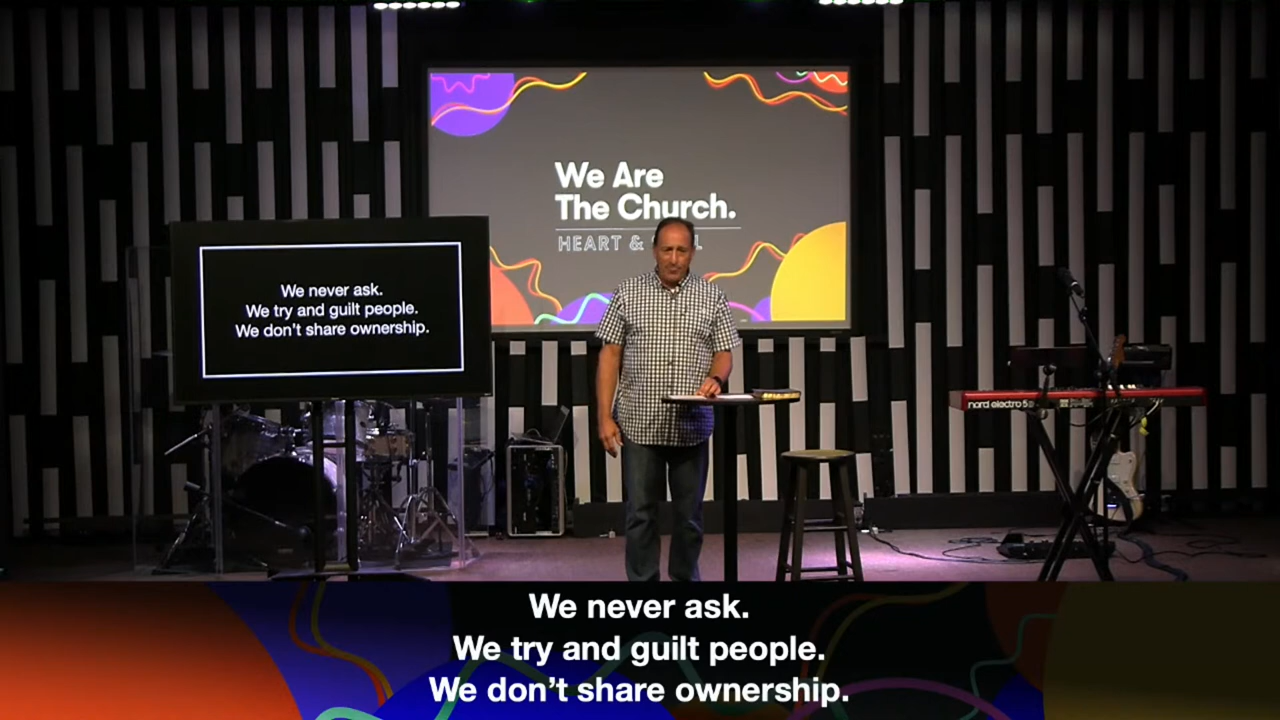 We Are
The Church.
HEART &
We never ask.
We try and guilt people.
We don't share ownership.
nord electro 5
We never ask.
We try and guilt people.
We don't share ownership.